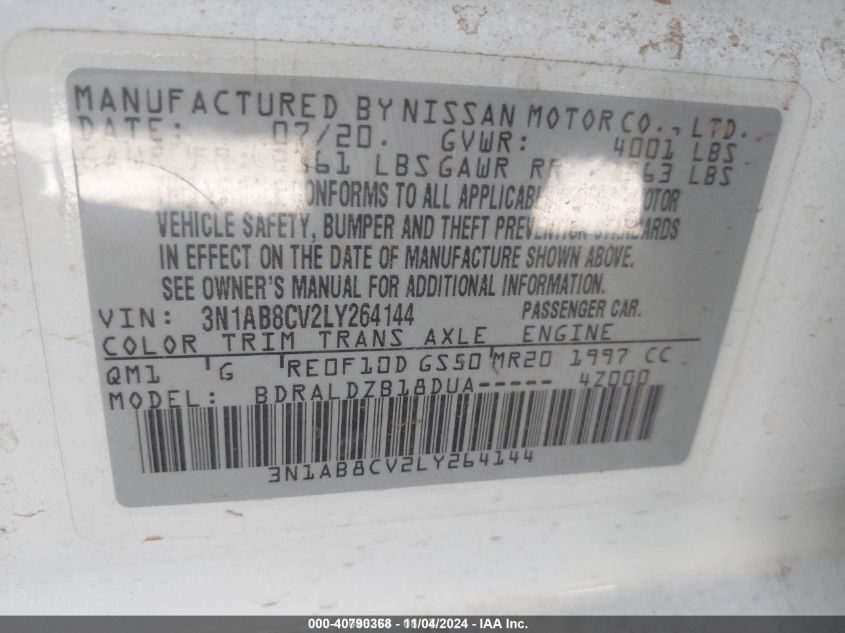 MANUFACTURED BY NISSAN MOTOR CO., LTD.
DATE: 07/20. GVWR: 4001 LBS
GAWR FR: LBS GAWR RR LBS
CONFORMS TO ALL APPLICABLE MOTOR
VEHICLE SAFETY, BUMPER AND THEFT PREVENTION STANDARDS
IN EFFECT ON THE DATE OF MANUFACTURE SHOWN ABOVE.
SEE OWNER'S MANUAL FOR ADDITIONAL INFORMATION.
VIN: 3N1AB8CV2LY264144 PASSENGER CAR.
COLOR TRIM TRANS AXLE ENGINE
QM1 G RE0F10D GS50 MR20 1997 CC
MODEL: BDRALDZB18DUA----- 4Z000
3N1AB8CV2LY264144
000-40790368 - 11/04/2024 - IAA Inc.